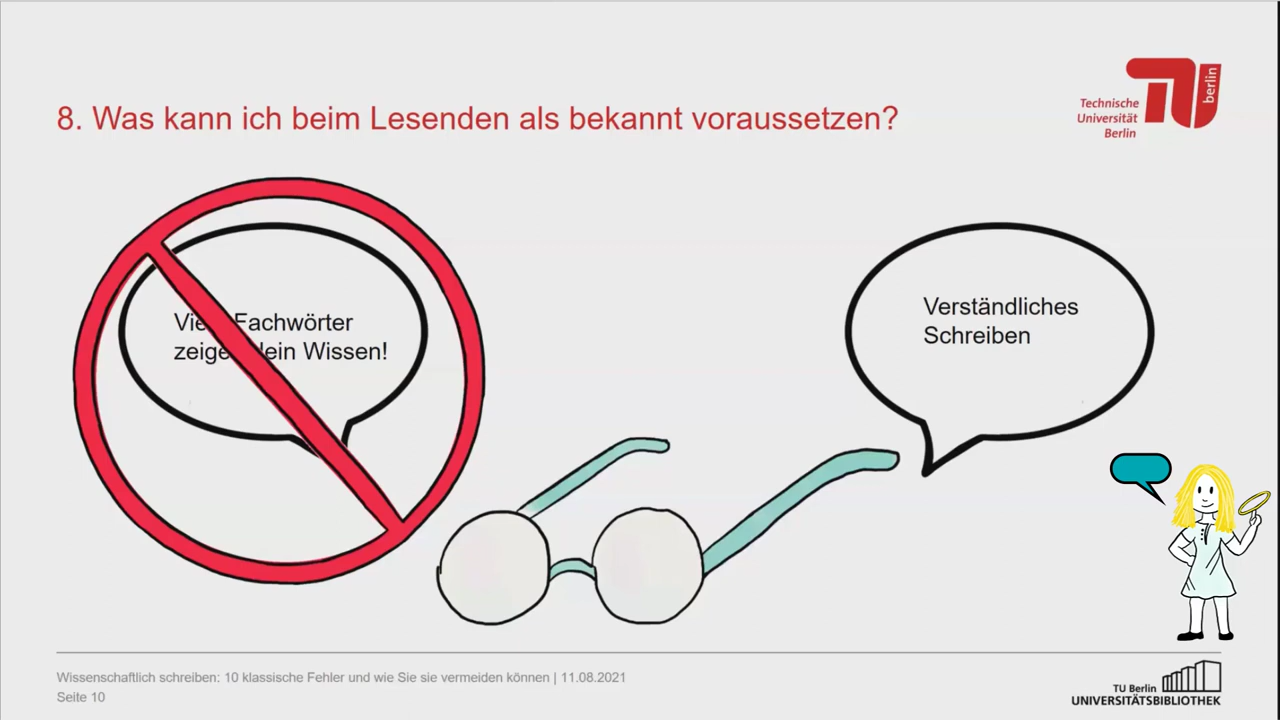 8. Was kann ich beim Lesenden als bekannt voraussetzen?
Technische
Universität
Berlin
berlin
Fachwörter
Wissen!
Verständliches
Schreiben
Wissenschaftlich schreiben: 10 klassische Fehler und wie Sie sie vermeiden können | 11.08.2021
Seite 10
TU Berlin
UNIVERSITÄTSBIBLIOTHEK